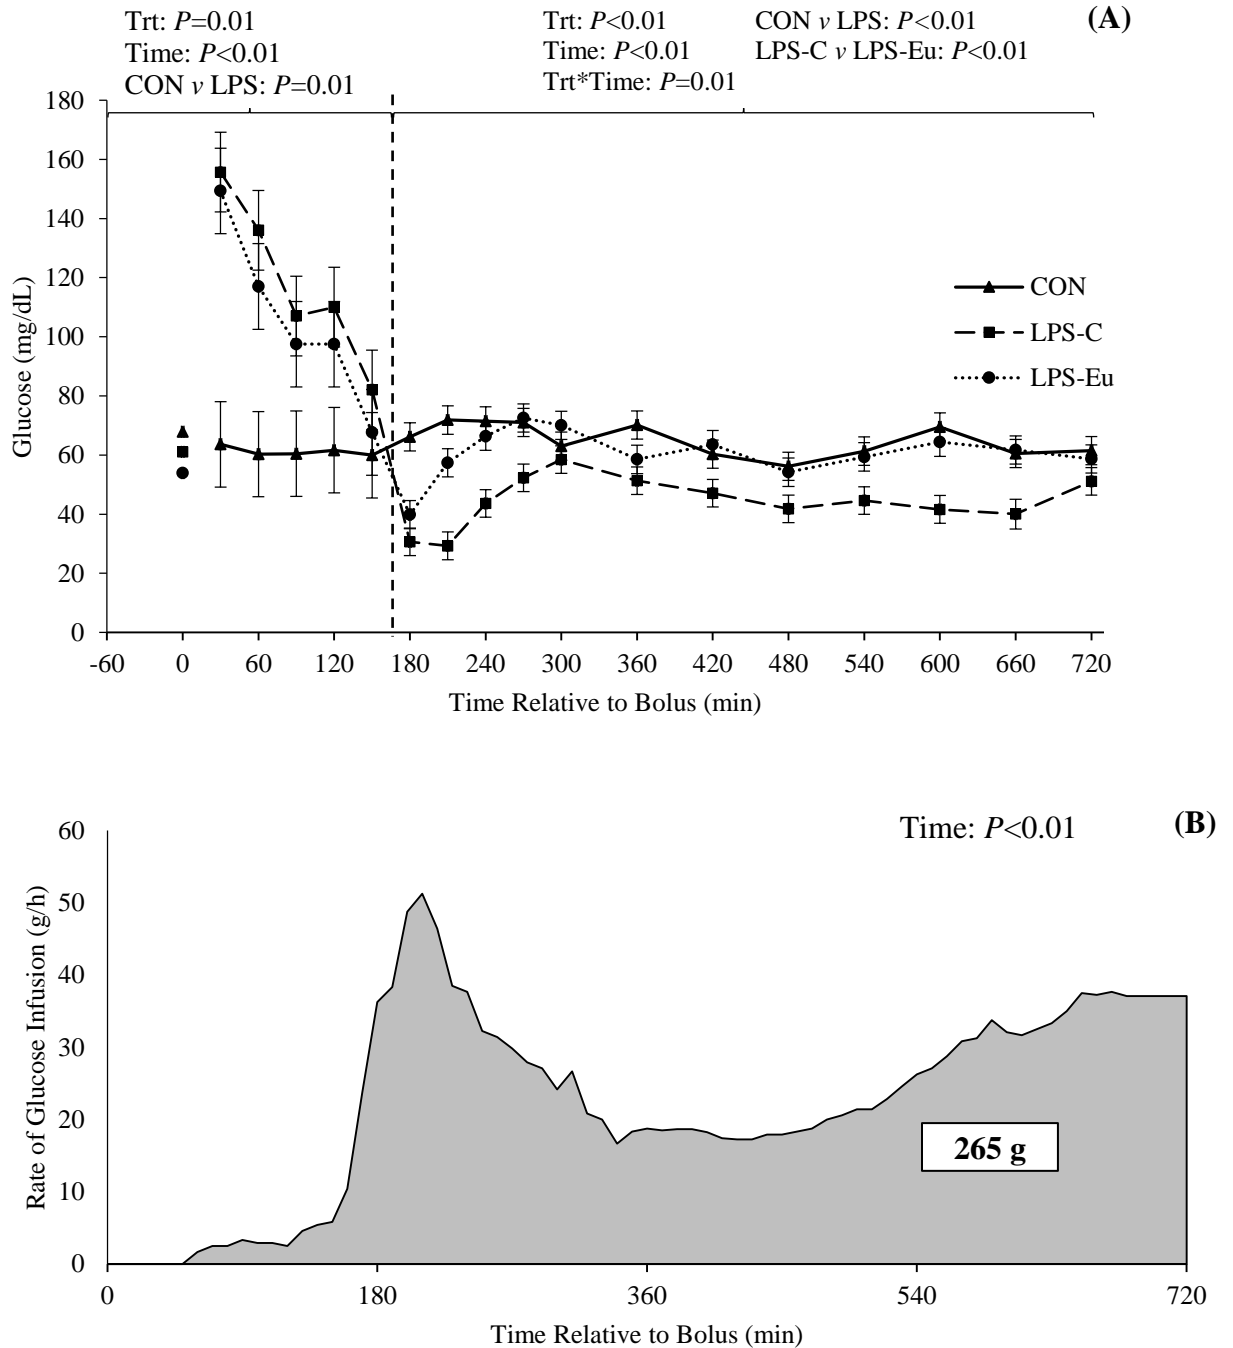 Trt: P=0.01
Time: P<0.01
CON v LPS: P=0.01
Trt: P<0.01
Time: P<0.01
Trt*Time: P=0.01
CON v LPS: P<0.01
LPS-C v LPS-Eu: P<0.01
(A)
180
160
140
120
100
80
60
40
20
0
Glucose (mg/dL)
CON
LPS-C
LPS-Eu
-60 0 60 120 180 240 300 360 420 480 540 600 660 720
Time Relative to Bolus (min)
Time: P<0.01
(B)
60
50
40
30
20
10
0
Rate of Glucose Infusion (g/h)
265 g
0 180 360 540 720
Time Relative to Bolus (min)